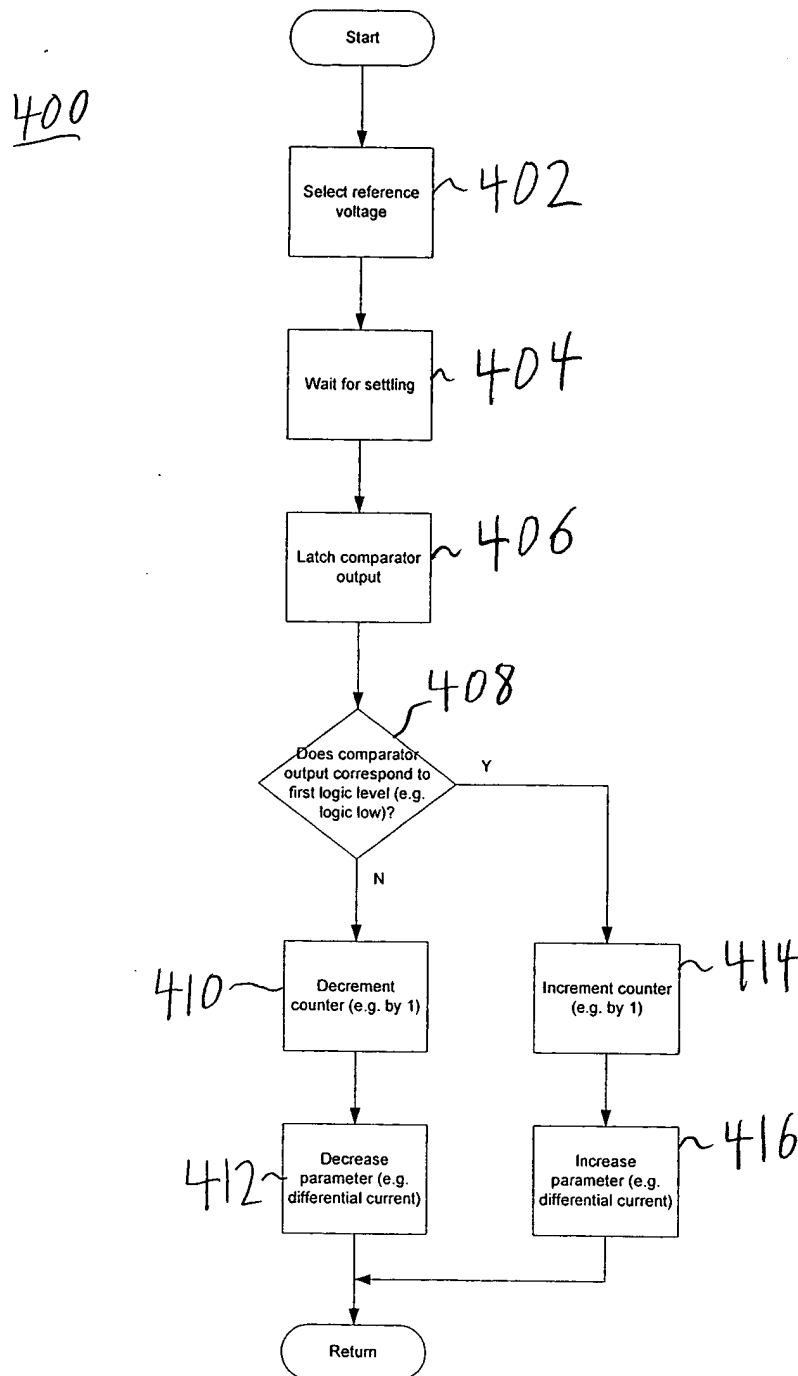 Start
400
Select reference
voltage
402
Wait for settling
404
Latch comparator
output
406
408
Does comparator
output correspond to
first logic level (e.g.
logic low)?
Y
N
410
Decrement
counter (e.g. by 1)
Increment counter
(e.g. by 1)
414
412
Decrease
parameter (e.g.
differential current)
Increase
parameter (e.g.
differential current)
416
Return